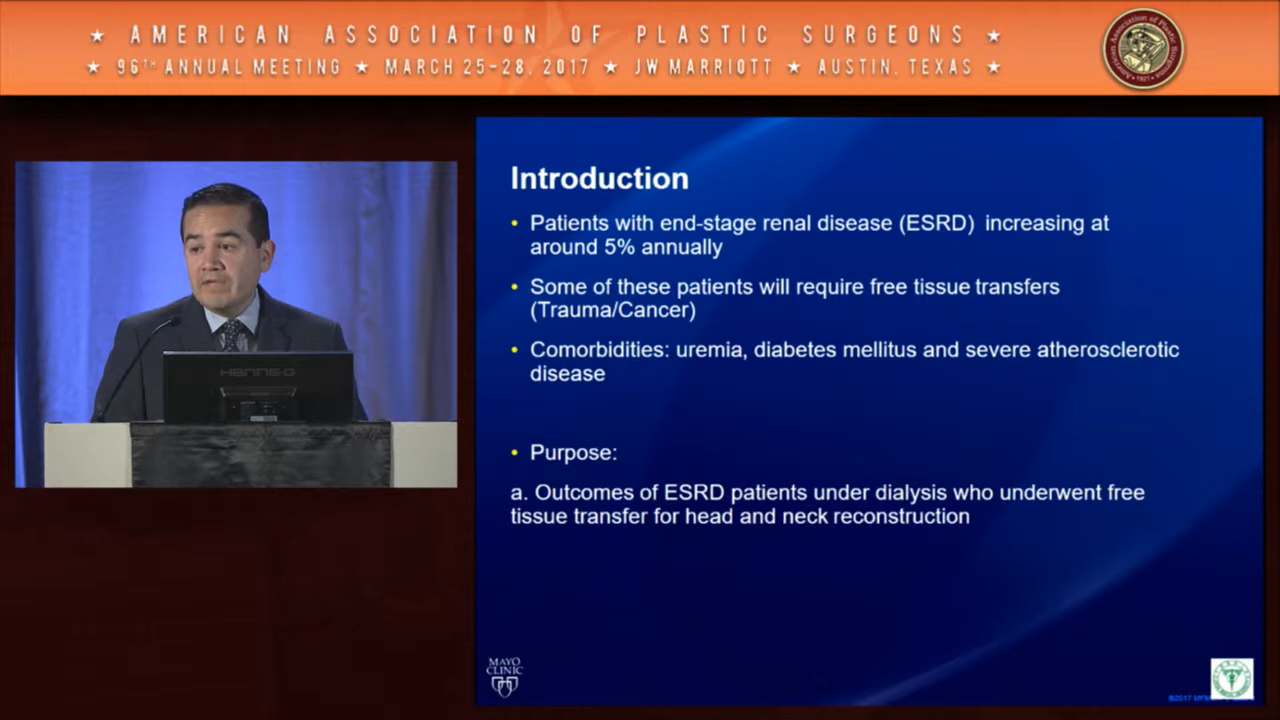 ★ AMERICAN ASSOCIATION OF PLASTIC SURGEONS ★
★ 96TH ANNUAL MEETING ★ MARCH 25-28, 2017 ★ JW MARRIOTT ★ AUSTIN, TEXAS ★
Introduction
• Patients with end-stage renal disease (ESRD) increasing at
around 5% annually
• Some of these patients will require free tissue transfers
(Trauma/Cancer)
• Comorbidities: uremia, diabetes mellitus and severe atherosclerotic
disease
• Purpose:
a. Outcomes of ESRD patients under dialysis who underwent free
tissue transfer for head and neck reconstruction
MAYO
CLINIC
©2017
HANNS-G